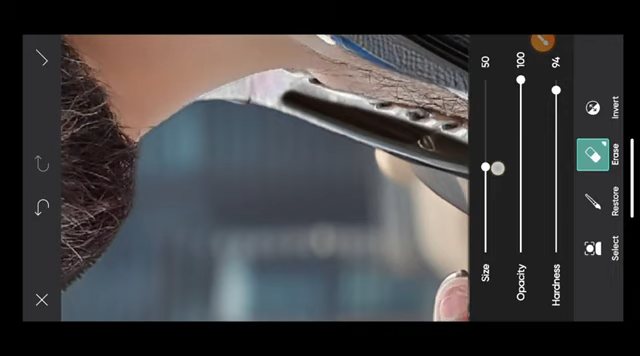 Size
50
Opacity
100
Hardness
94
Select
Restore
Erase
Invert